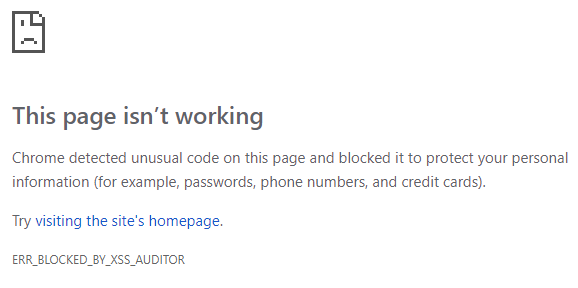 This page isn’t working
Chrome detected unusual code on this page and blocked it to protect your personal
information (for example, passwords, phone numbers, and credit cards).
Try visiting the site's homepage.
ERR_BLOCKED_BY_XSS_AUDITOR